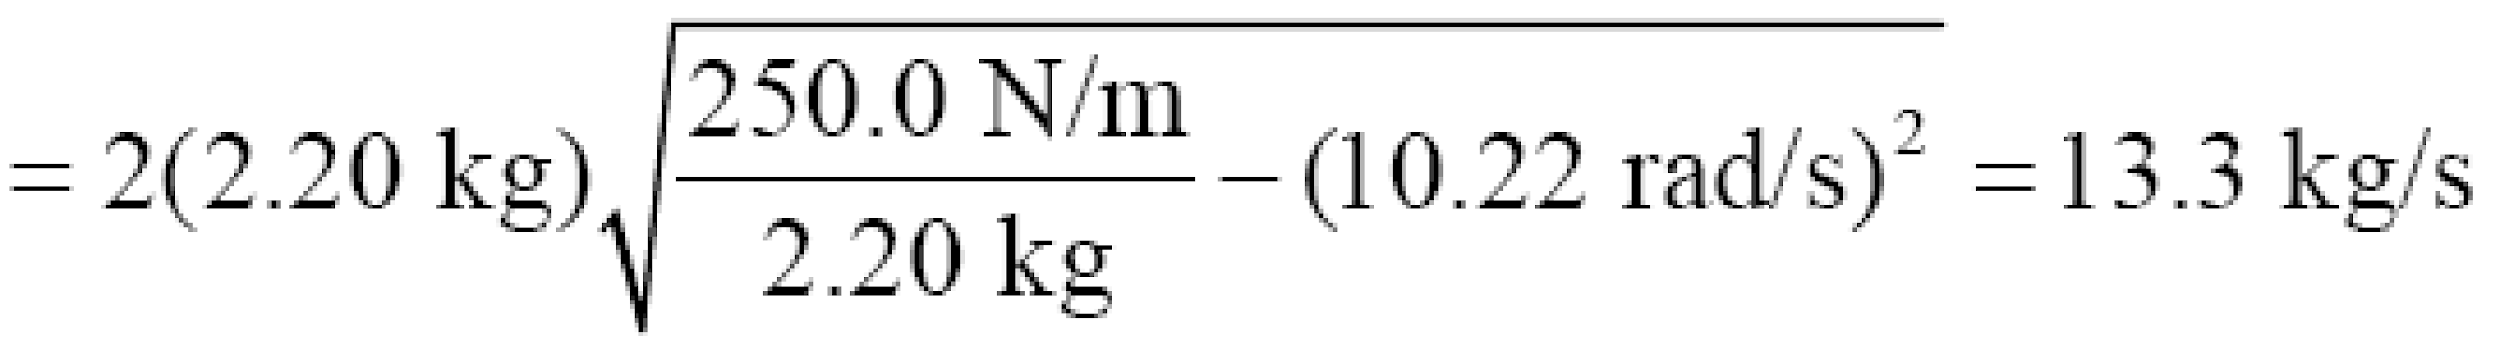 = 2(2.20 kg)√(250.0 N/m / 2.20 kg − (10.22 rad/s)²) = 13.3 kg/s